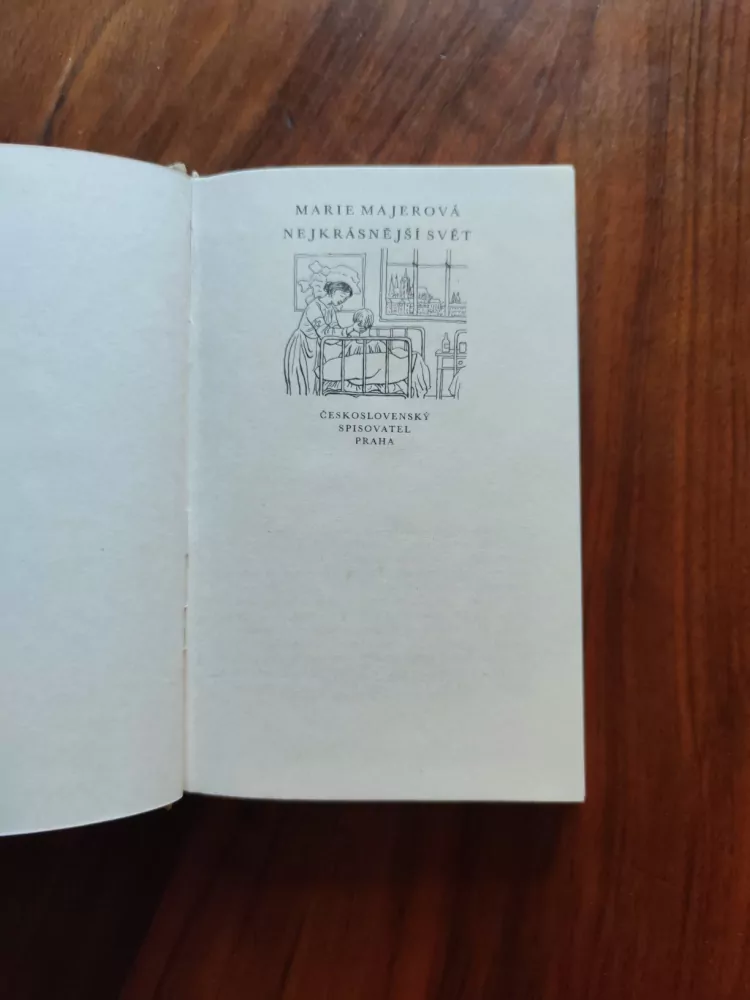 MARIE MAJEROVÁ
NEJKRÁSNĚJŠÍ SVĚT
ČESKOSLOVENSKÝ
SPISOVATEL
PRAHA